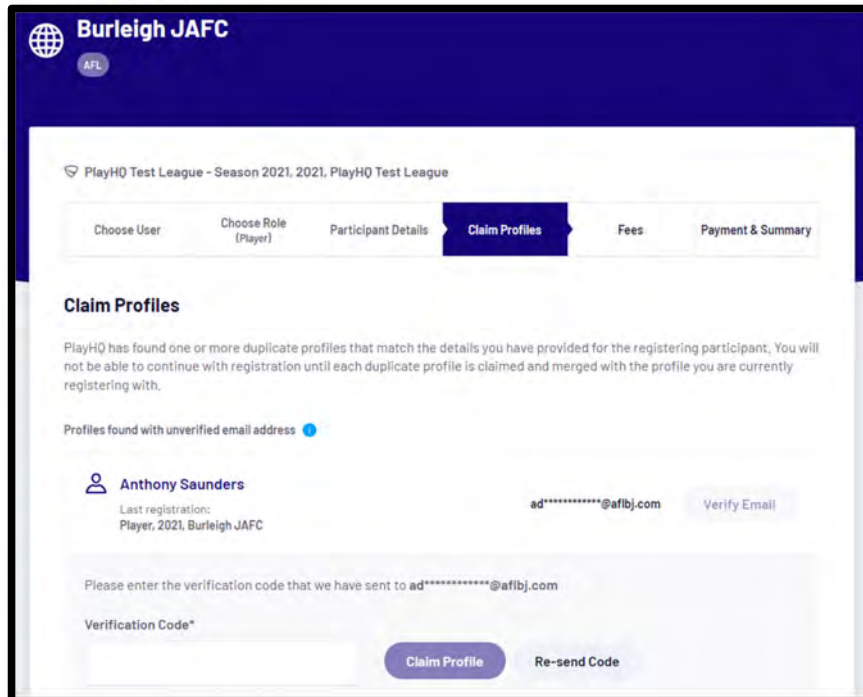 Burleigh JAFC
AFL
PlayHQ Test League - Season 2021, 2021, PlayHQ Test League
Choose User
Choose Role
(Player)
Participant Details
Claim Profiles
Fees
Payment & Summary
Claim Profiles
PlayHQ has found one or more duplicate profiles that match the details you have provided for the registering participant. You will
not be able to continue with registration until each duplicate profile is claimed and merged with the profile you are currently
registering with.
Profiles found with unverified email address i
Anthony Saunders
Last registration:
Player, 2021, Burleigh JAFC
ad************@aflbj.com
Verify Email
Please enter the verification code that we have sent to ad************@aflbj.com
Verification Code*
Claim Profile
Re-send Code